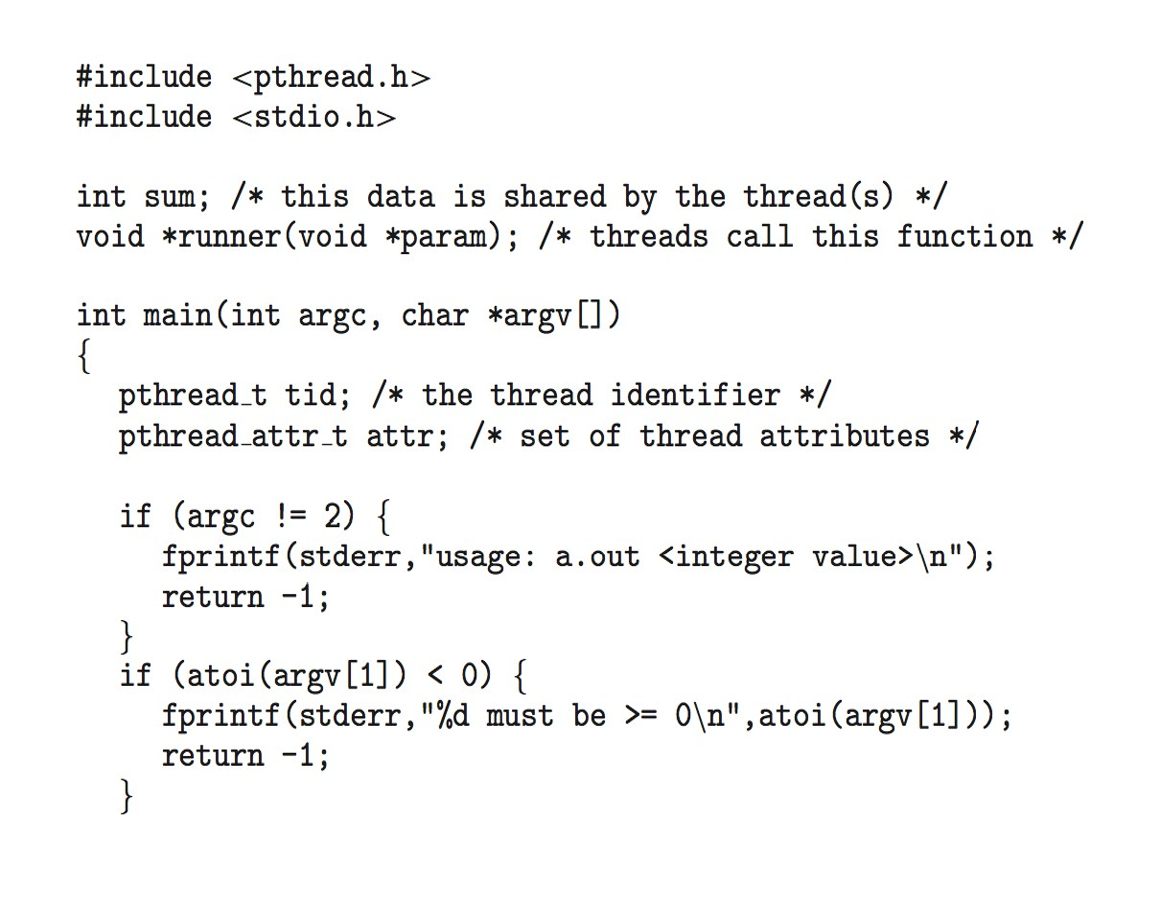 #include <pthread.h>
#include <stdio.h>
int sum; /* this data is shared by the thread(s) */
void *runner(void *param); /* threads call this function */
int main(int argc, char *argv[])
{
pthread_t tid; /* the thread identifier */
pthread_attr_t attr; /* set of thread attributes */
if (argc != 2) {
fprintf(stderr,"usage: a.out <integer value>\n");
return -1;
}
if (atoi(argv[1]) < 0) {
fprintf(stderr,"%d must be >= 0\n",atoi(argv[1]));
return -1;
}